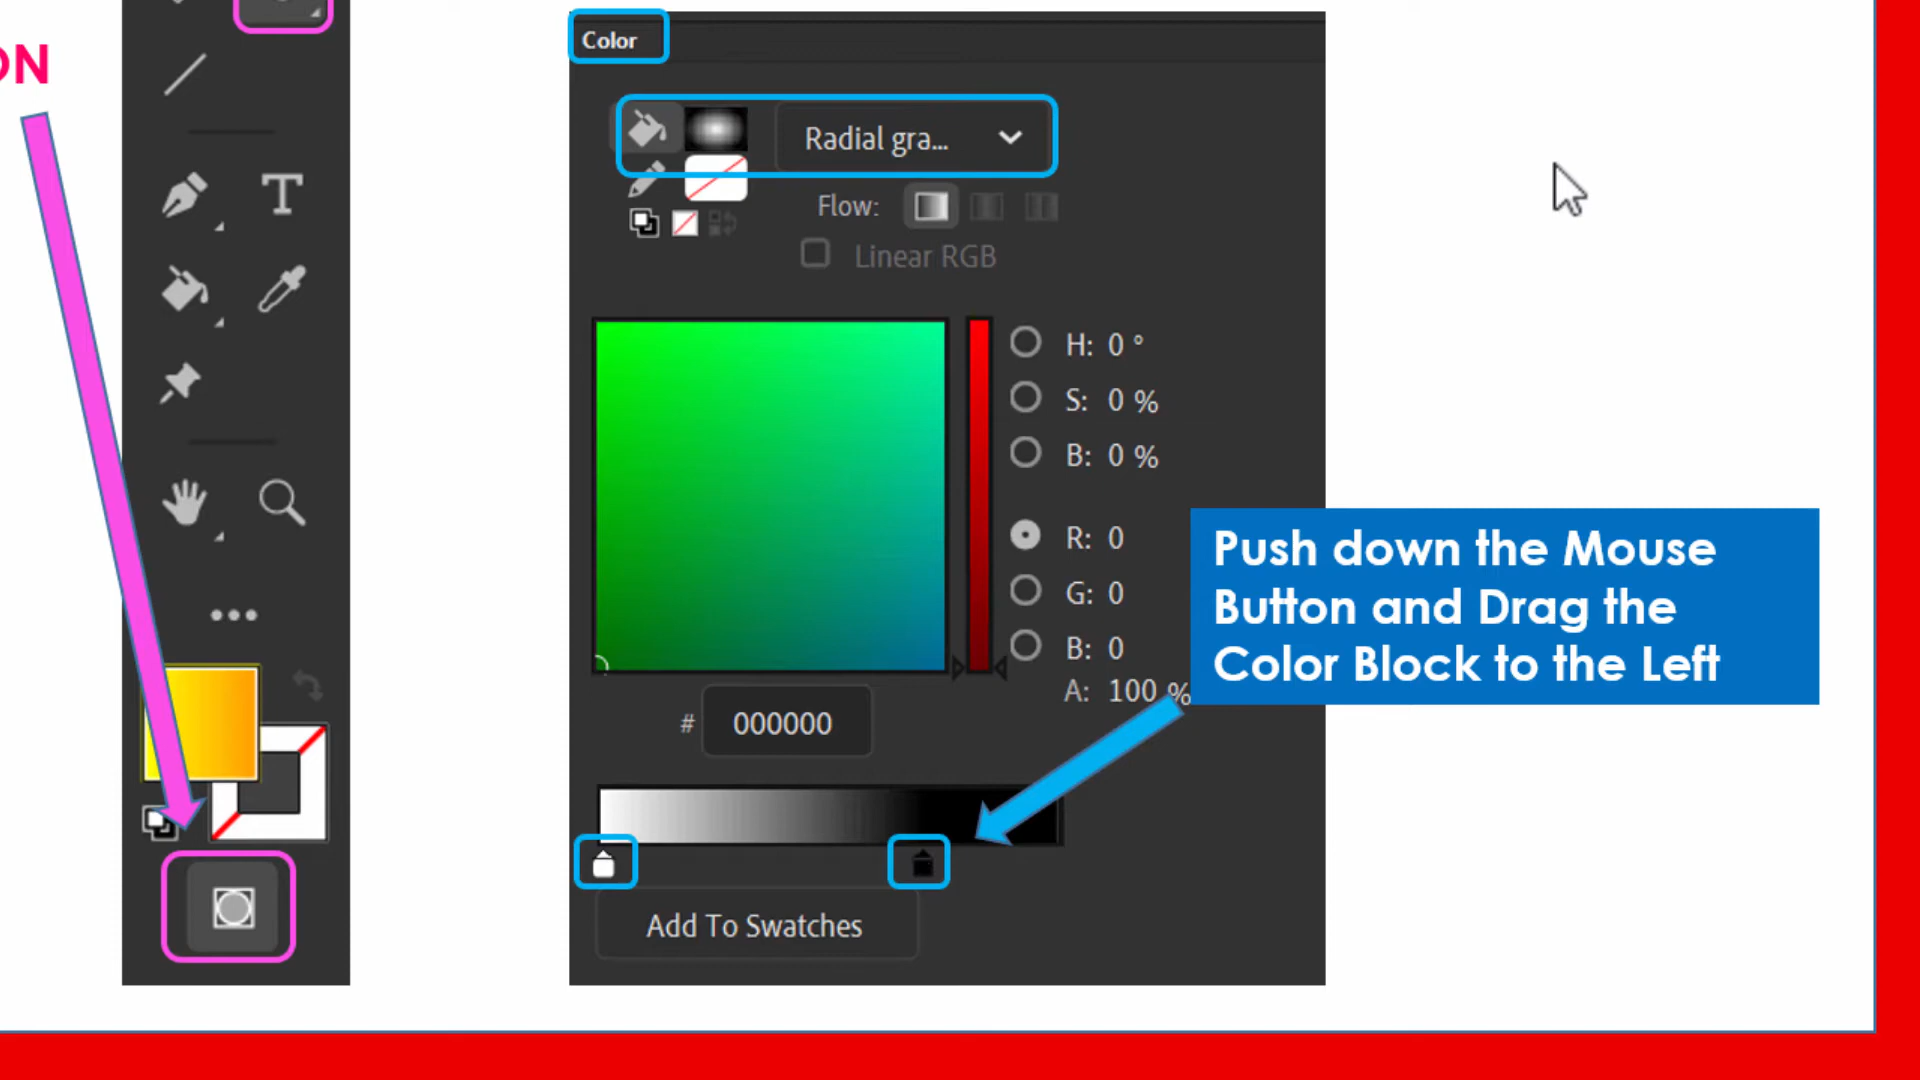 ON
Color
Radial gra...
Flow:
Linear RGB
T
H: 0 °
S: 0 %
B: 0 %
R: 0
G: 0
B: 0
A: 100 %
# 000000
Push down the Mouse
Button and Drag the
Color Block to the Left
Add To Swatches